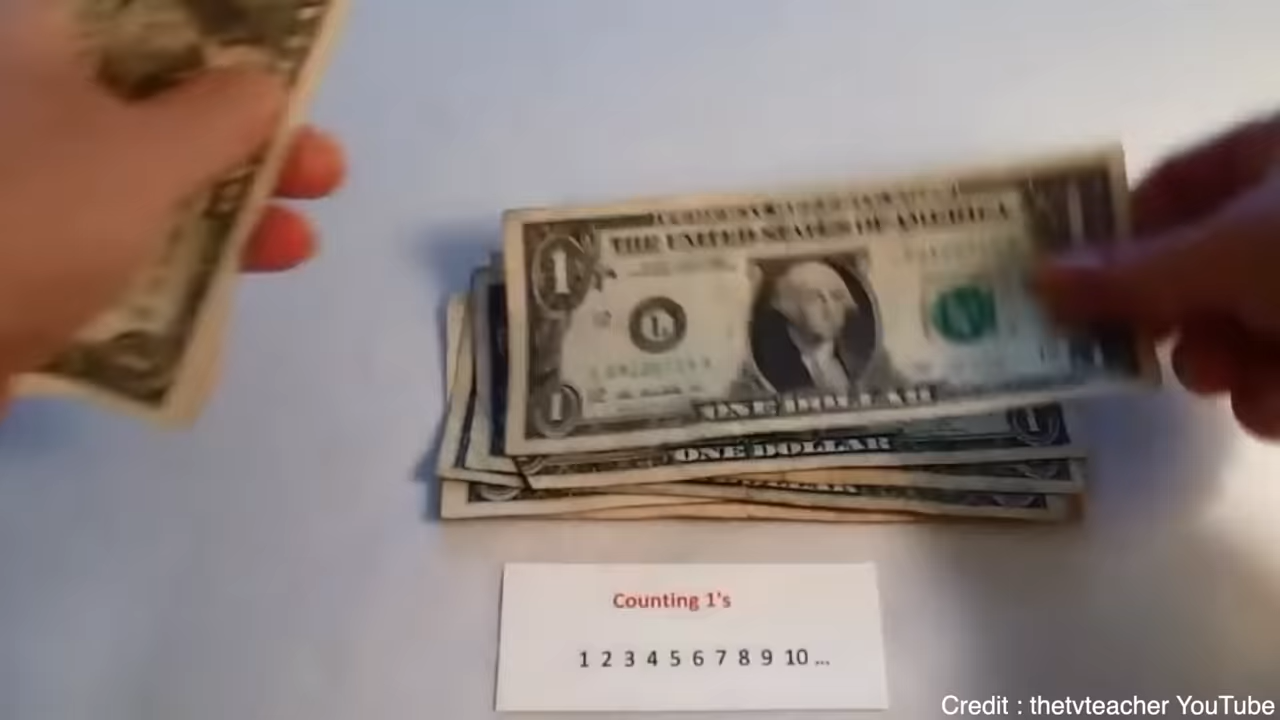 THE UNITED STATES OF AMERICA
1
1
L
1
ONE DOLLAR
1
ONE DOLLAR
Counting 1's
1 2 3 4 5 6 7 8 9 10 ...
Credit : thetvteacher YouTube